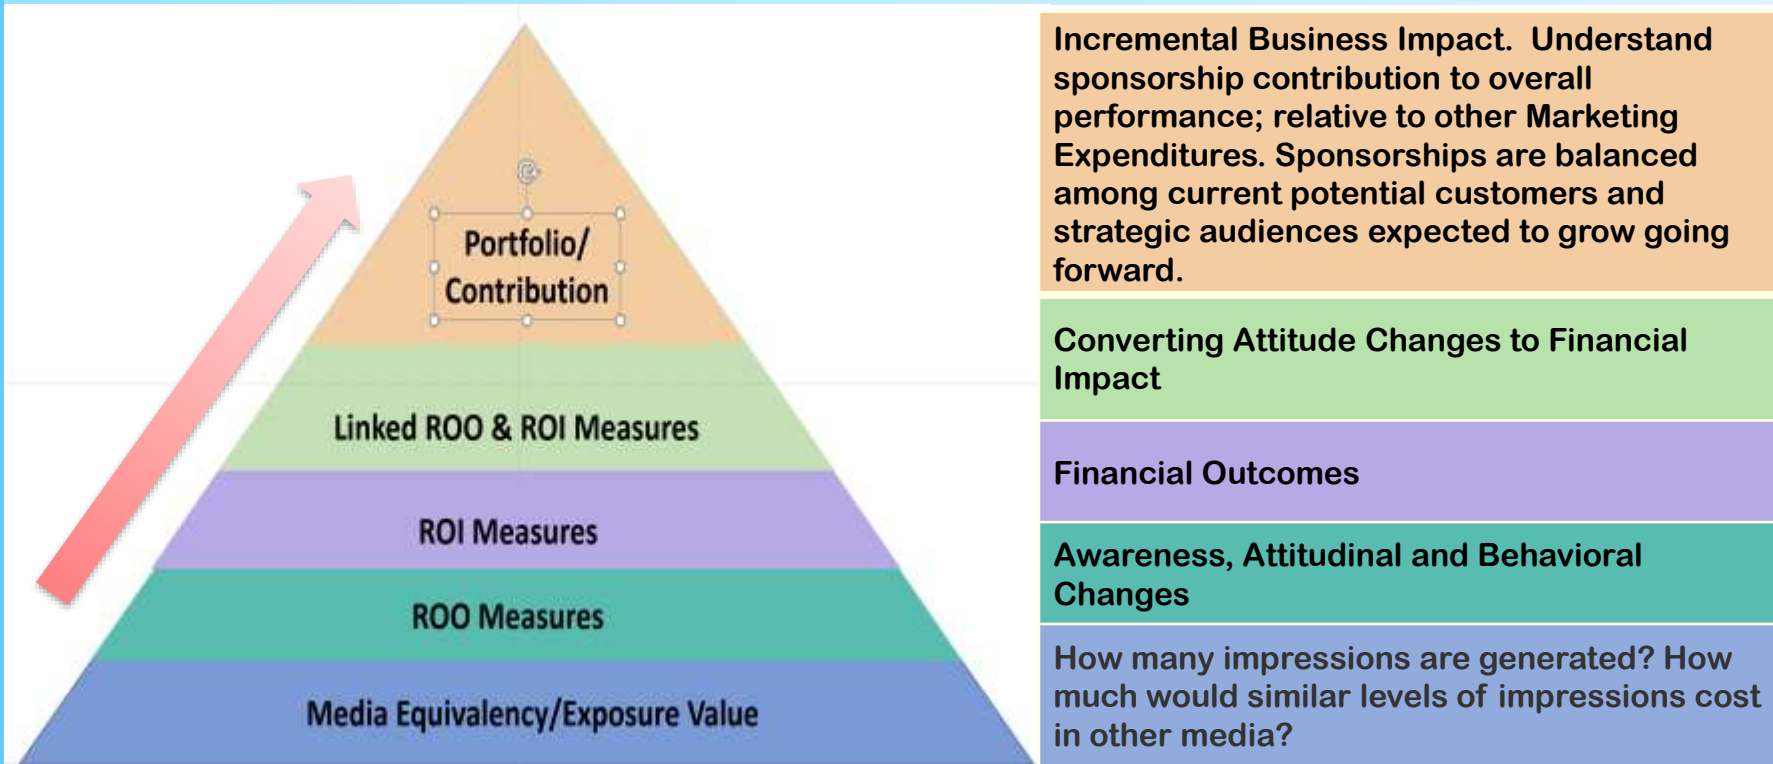 Portfolio/
Contribution
Linked ROO & ROI Measures
ROI Measures
ROO Measures
Media Equivalency/Exposure Value
Incremental Business Impact. Understand
sponsorship contribution to overall
performance; relative to other Marketing
Expenditures. Sponsorships are balanced
among current potential customers and
strategic audiences expected to grow going
forward.
Converting Attitude Changes to Financial
Impact
Financial Outcomes
Awareness, Attitudinal and Behavioral
Changes
How many impressions are generated? How
much would similar levels of impressions cost
in other media?